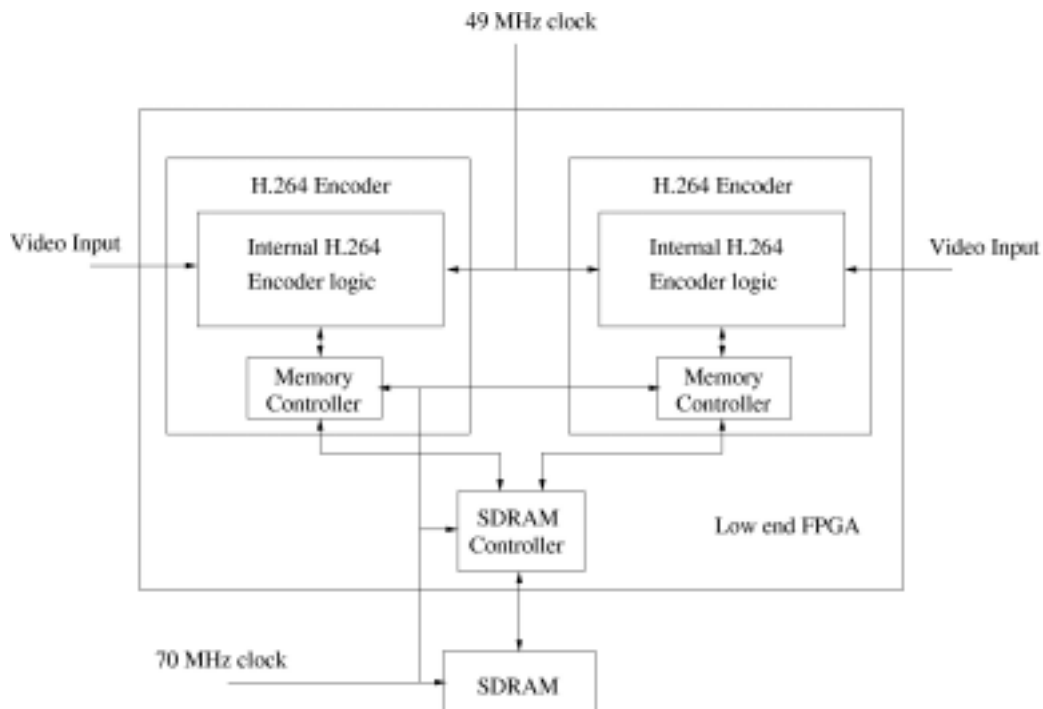 49 MHz clock
H.264 Encoder
H.264 Encoder
Video Input
Internal H.264
Encoder logic
Internal H.264
Encoder logic
Video Input
Memory
Controller
Memory
Controller
SDRAM
Controller
Low end FPGA
70 MHz clock
SDRAM